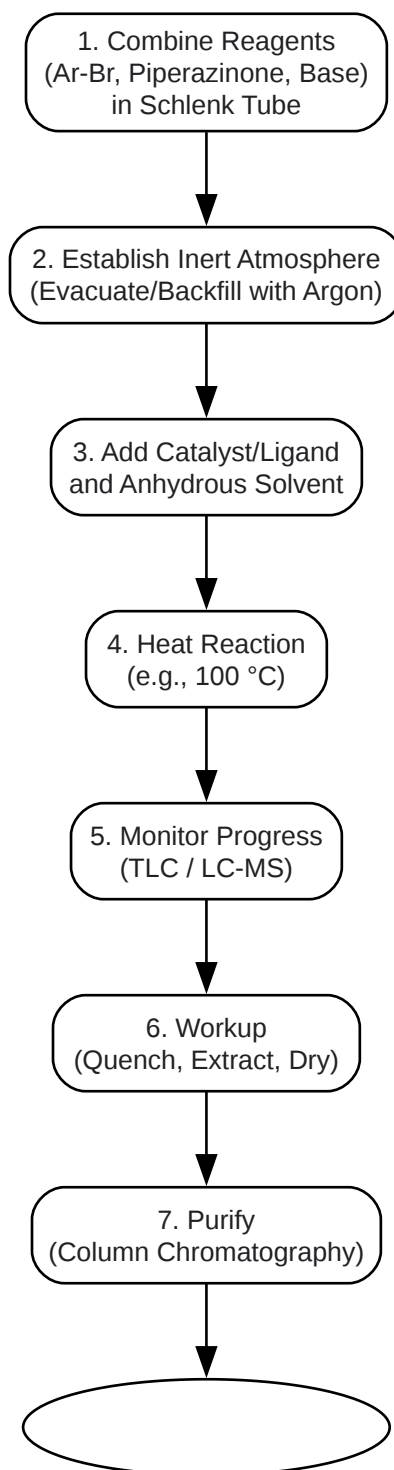 1. Combine Reagents
(Ar-Br, Piperazinone, Base)
in Schlenk Tube
2. Establish Inert Atmosphere
(Evacuate/Backfill with Argon)
3. Add Catalyst/Ligand
and Anhydrous Solvent
4. Heat Reaction
(e.g., 100 °C)
5. Monitor Progress
(TLC / LC-MS)
6. Workup
(Quench, Extract, Dry)
7. Purify
(Column Chromatography)